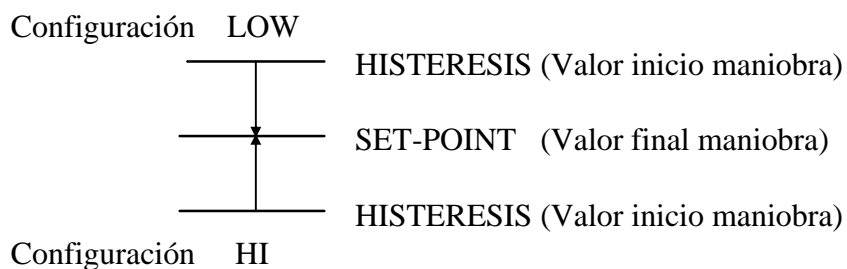 Configuración LOW
HISTERESIS (Valor inicio maniobra)
SET-POINT (Valor final maniobra)
HISTERESIS (Valor inicio maniobra)
Configuración HI